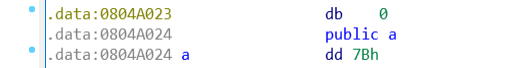 .data:0804A023 db 0
.data:0804A024 public a
.data:0804A024 a dd 7Bh